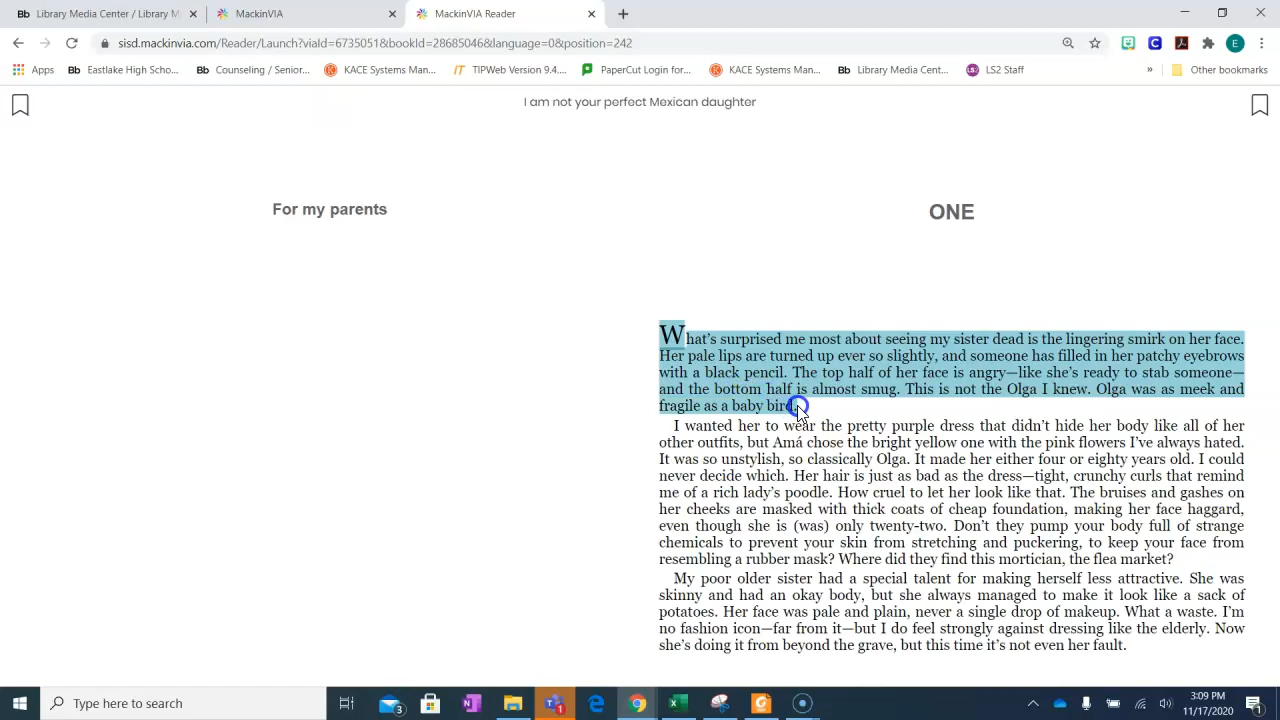 Library Media Center / Library M
MackinVIA
MackinVIA Reader
sisd.mackinvia.com/Reader/Launch?viaId=6735051&bookId=28685046&language=0&position=242
E
Apps
Bb Eastlake High Scho...
Bb Counseling / Senior...
KACE Systems Man...
IT TIPWeb Version 9.4....
PaperCut Login for...
KACE Systems Man...
Bb Library Media Cent...
LS2 LS2 Staff
»
Other bookmarks
I am not your perfect Mexican daughter
For my parents
ONE
What's surprised me most about seeing my sister dead is the lingering smirk on her face.
Her pale lips are turned up ever so slightly, and someone has filled in her patchy eyebrows
with a black pencil. The top half of her face is angry—like she's ready to stab someone—
and the bottom half is almost smug. This is not the Olga I knew. Olga was as meek and
fragile as a baby bird.
I wanted her to wear the pretty purple dress that didn't hide her body like all of her
other outfits, but Amá chose the bright yellow one with the pink flowers I've always hated.
It was so unstylish, so classically Olga. It made her either four or eighty years old. I could
never decide which. Her hair is just as bad as the dress—tight, crunchy curls that remind
me of a rich lady's poodle. How cruel to let her look like that. The bruises and gashes on
her cheeks are masked with thick coats of cheap foundation, making her face haggard,
even though she is (was) only twenty-two. Don't they pump your body full of strange
chemicals to prevent your skin from stretching and puckering, to keep your face from
resembling a rubber mask? Where did they find this mortician, the flea market?
My poor older sister had a special talent for making herself less attractive. She was
skinny and had an okay body, but she always managed to make it look like a sack of
potatoes. Her face was pale and plain, never a single drop of makeup. What a waste. I'm
no fashion icon—far from it—but I do feel strongly against dressing like the elderly. Now
she's doing it from beyond the grave, but this time it's not even her fault.
Type here to search
3
1
3:09 PM
11/17/2020
1